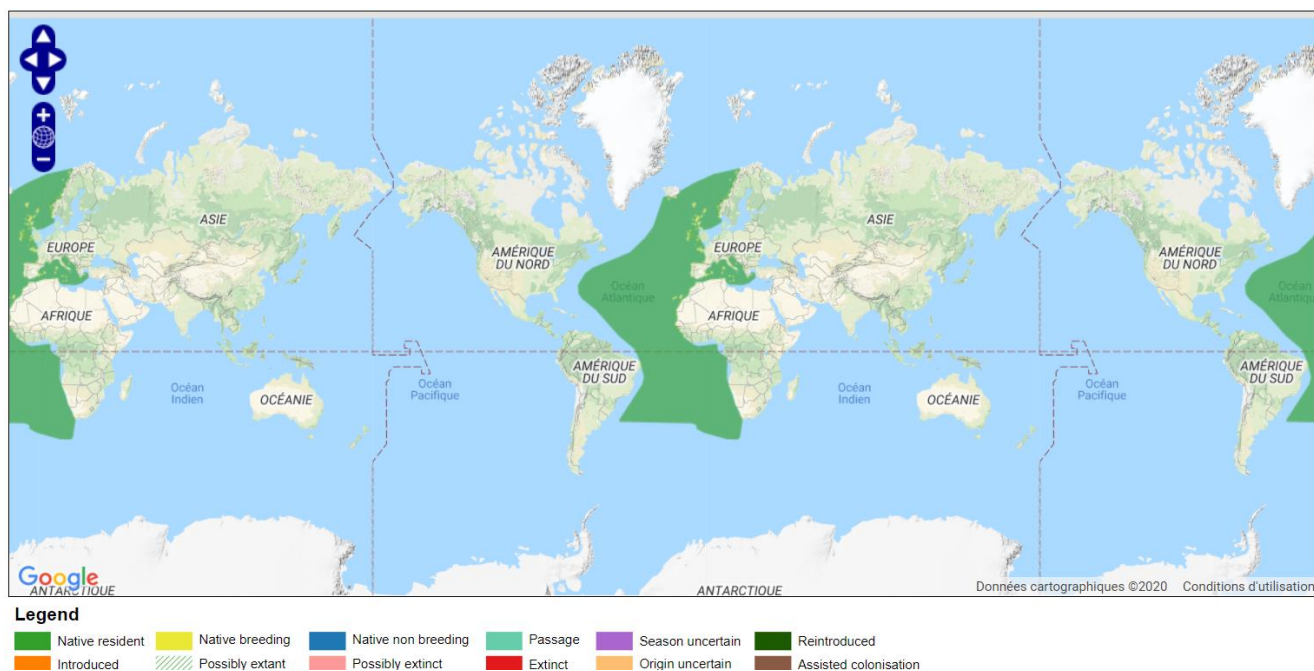 ASIE
EUROPE
AMÉRIQUE
DU NORD
Océan
Atlantique
AFRIQUE
AMÉRIQUE
DU SUD
Océan
Indien
Océan
Pacifique
OCÉANIE
ASIE
EUROPE
AMÉRIQUE
DU NORD
Océan
Atlantique
AFRIQUE
AMÉRIQUE
DU SUD
Océan
Indien
Océan
Pacifique
OCÉANIE
Google
ANTARCTIQUE
ANTARCTIQUE
Données cartographiques ©2020 Conditions d'utilisation
Legend
Native resident Native breeding Native non breeding Passage Season uncertain Reintroduced
Introduced Possibly extant Possibly extinct Extinct Origin uncertain Assisted colonisation